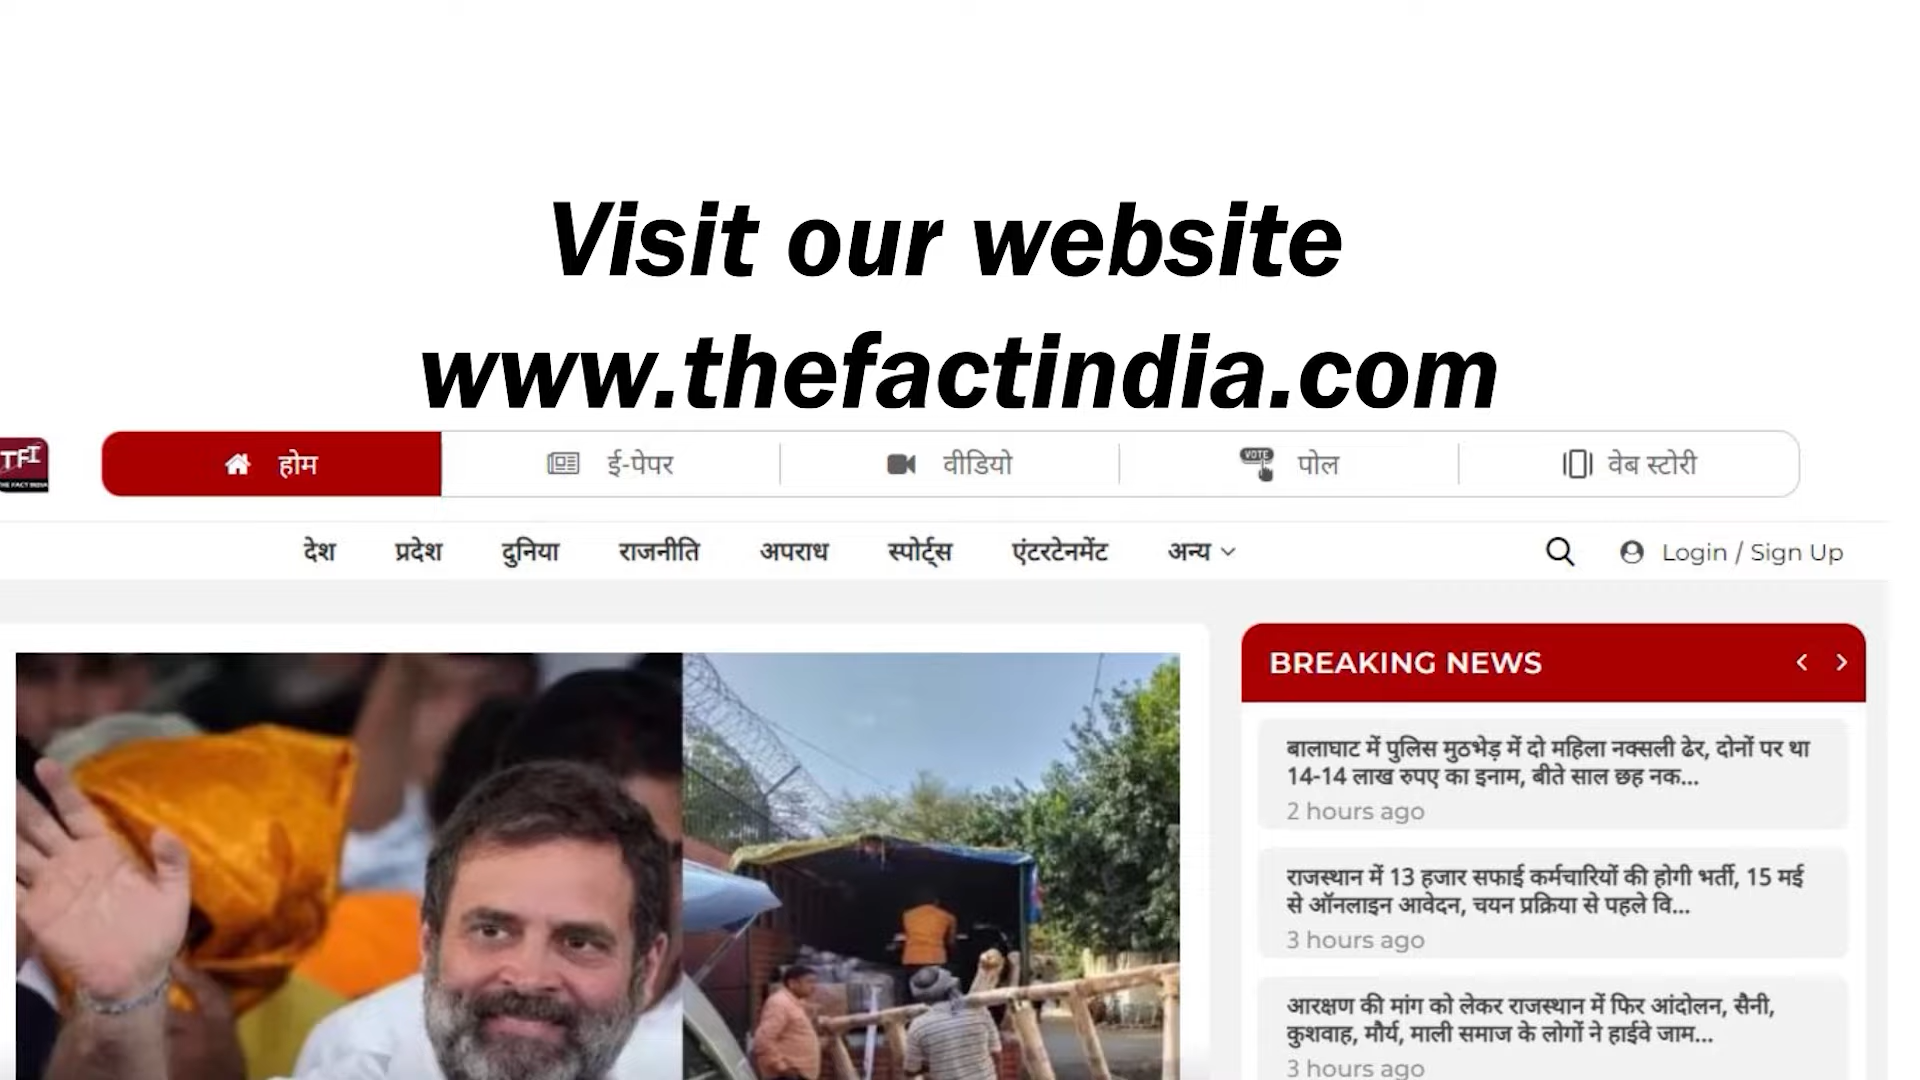 Visit our website
www.thefactindia.com
TFI
THE FACT INDIA
होम
ई-पेपर
VOTE
पोल
वीडियो
वेब स्टोरी
देश
प्रदेश
दुनिया
राजनीति
अपराध
स्पोर्ट्स
एंटरटेनमेंट
अन्य
Login / Sign Up
BREAKING NEWS
बालाघाट में पुलिस मुठभेड़ में दो महिला नक्सली ढेर, दोनों पर था
14-14 लाख रुपए का इनाम, बीते साल छह नक...
2 hours ago
राजस्थान में 13 हजार सफाई कर्मचारियों की होगी भर्ती, 15 मई
से ऑनलाइन आवेदन, चयन प्रक्रिया से पहले वि...
3 hours ago
आरक्षण की मांग को लेकर राजस्थान में फिर आंदोलन, सैनी,
कुशवाह, मौर्य, माली समाज के लोगों ने हाईवे जाम...
3 hours ago